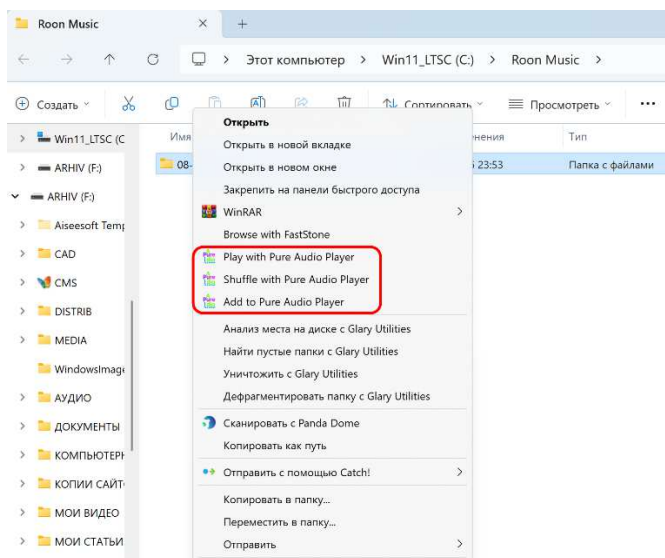 Roon Music
Этот компьютер > Win11_LTSC (C:) > Roon Music >
Создать
Сортировать
Просмотреть
Имя
нения
Тип
08-
23:53
Папка с файлами
Win11_LTSC (C
ARHIV (F:)
ARHIV (F:)
Aiseesoft Temp
CAD
CMS
DISTRIB
MEDIA
WindowsImage
АУДИО
ДОКУМЕНТЫ
КОМПЬЮТЕРН
КОПИИ САЙТ
МОИ ВИДЕО
МОИ СТАТЬИ
Открыть
Открыть в новой вкладке
Открыть в новом окне
Закрепить на панели быстрого доступа
WinRAR
Browse with FastStone
Play with Pure Audio Player
Shuffle with Pure Audio Player
Add to Pure Audio Player
Анализ места на диске с Glary Utilities
Найти пустые папки с Glary Utilities
Уничтожить с Glary Utilities
Дефрагментировать папку с Glary Utilities
Сканировать с Panda Dome
Копировать как путь
Отправить с помощью Catch!
Копировать в папку...
Переместить в папку...
Отправить